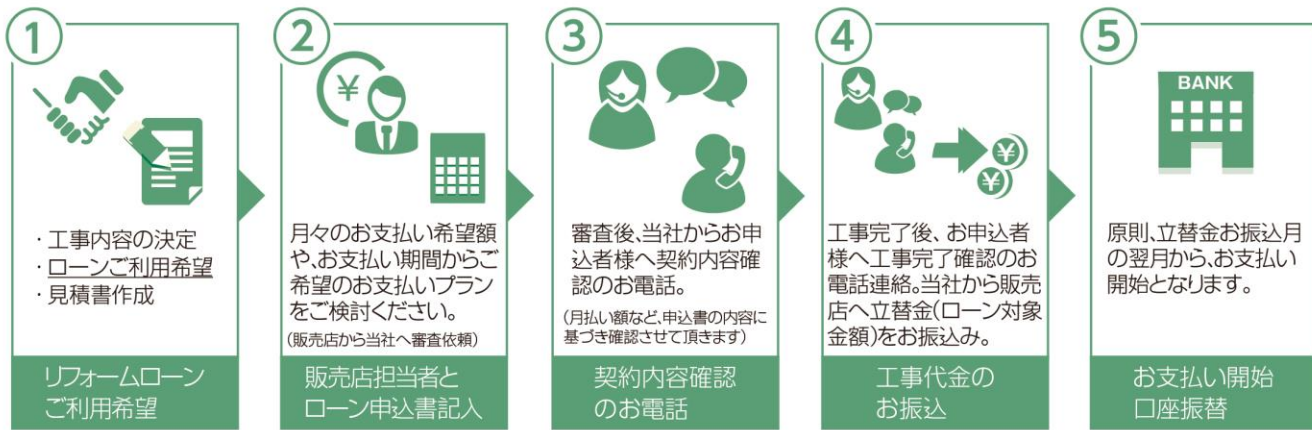 1
・工事内容の決定
・ローンご利用希望
・見積書作成
リフォームローン
ご利用希望
2
¥
月々のお支払い希望額
や、お支払い期間からご
希望のお支払いプラン
をご検討ください。
(販売店から当社へ審査依頼)
販売店担当者と
ローン申込書記入
3
審査後、当社からお申
込者様へ契約内容確
認のお電話。
(月払い額など、申込書の内容に
基づき確認させて頂きます)
契約内容確認
のお電話
4
¥
¥
工事完了後、お申込者
様へ工事完了確認のお
電話連絡。当社から販売
店へ立替金(ローン対象
金額)をお振込み。
工事代金の
お振込
5
BANK
原則、立替金お振込月
の翌月から、お支払い
開始となります。
お支払い開始
口座振替